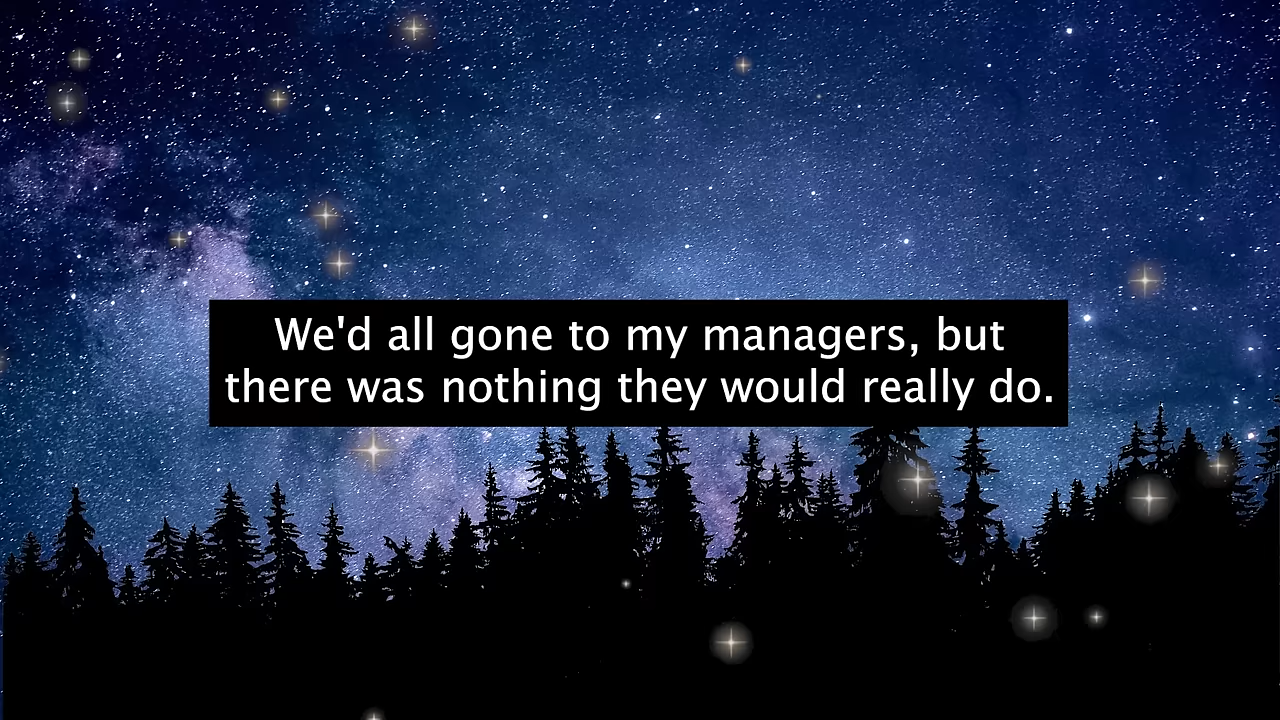 We'd all gone to my managers, but
there was nothing they would really do.